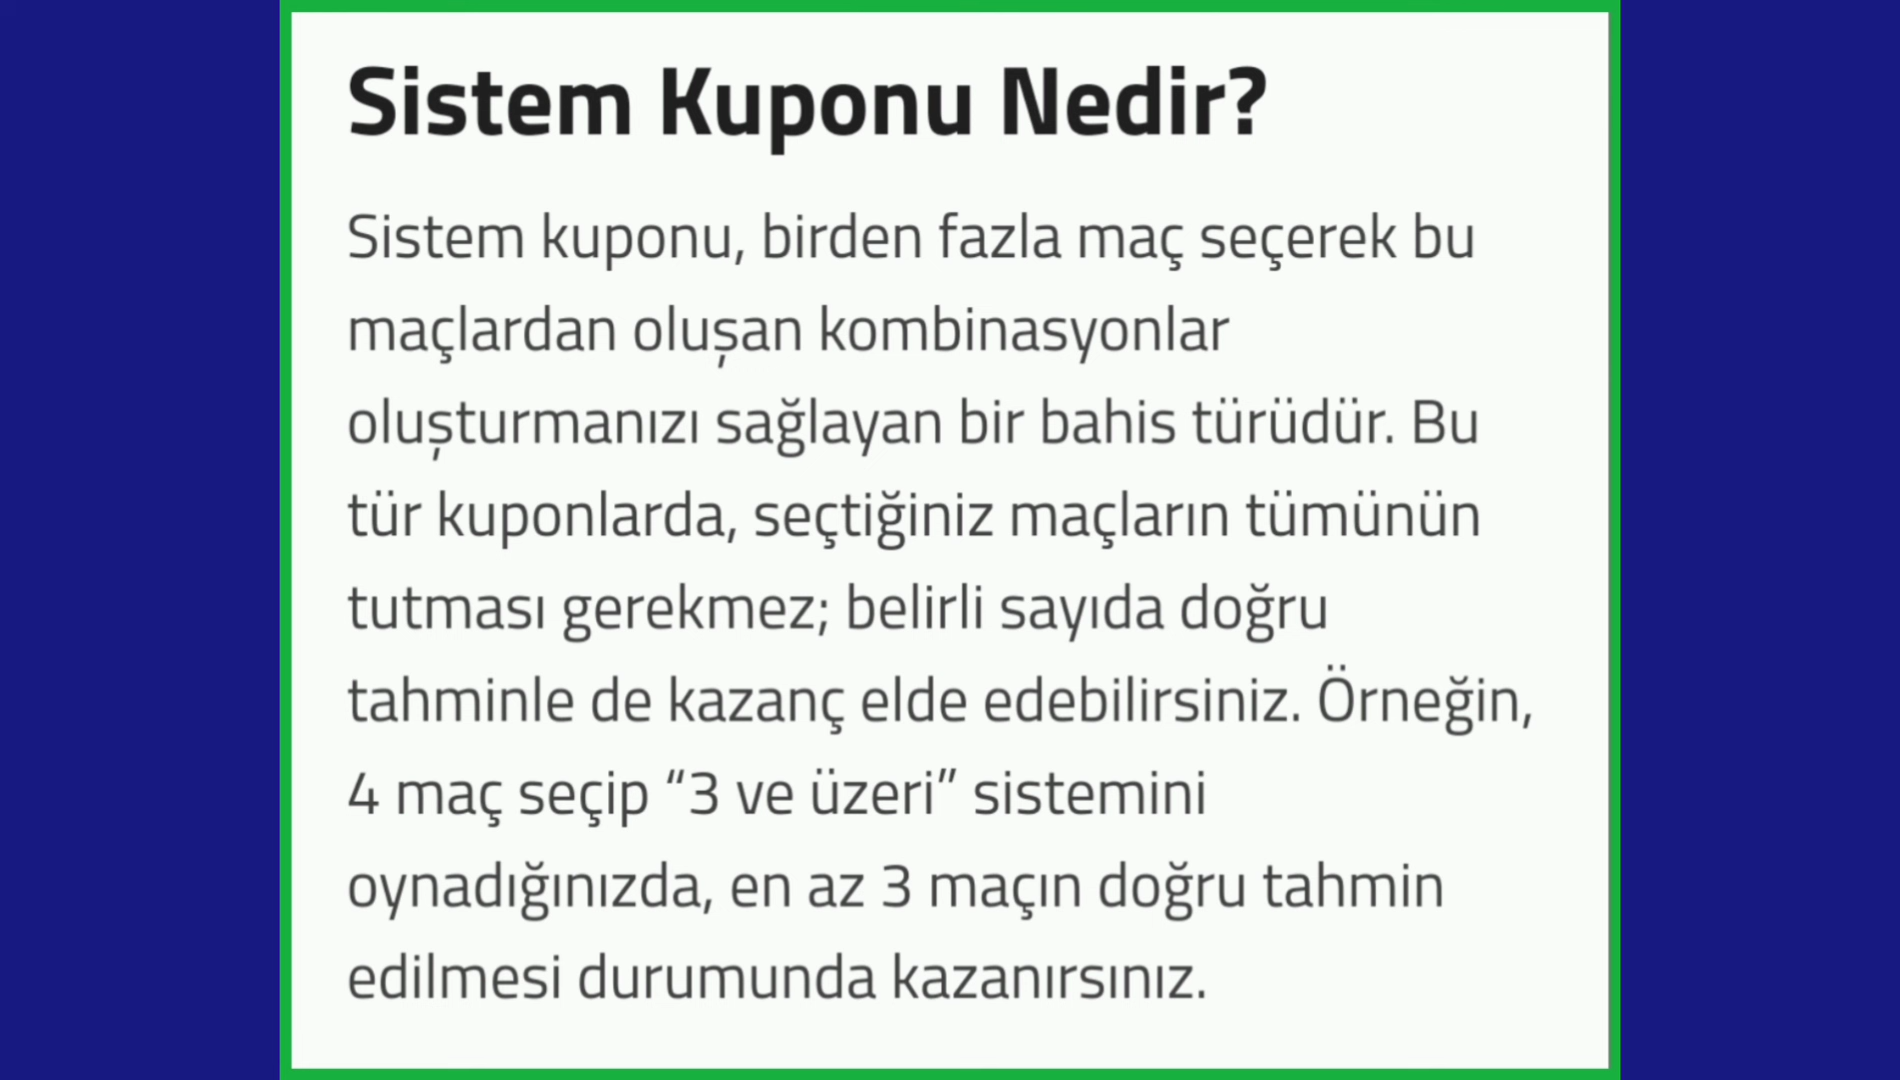 Sistem Kuponu Nedir?
Sistem kuponu, birden fazla maç seçerek bu
maçlardan oluşan kombinasyonlar
oluşturmanızı sağlayan bir bahis türüdür. Bu
tür kuponlarda, seçtiğiniz maçların tümünün
tutması gerekmez; belirli sayıda doğru
tahminle de kazanç elde edebilirsiniz. Örneğin,
4 maç seçip “3 ve üzeri” sistemini
oynadığınızda, en az 3 maçın doğru tahmin
edilmesi durumunda kazanırsınız.